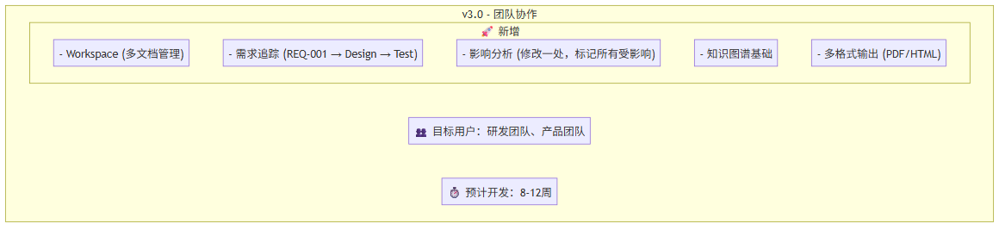 v3.0 - 团队协作
🚀 新增
- Workspace (多文档管理)
- 需求追踪 (REQ-001 → Design → Test)
- 影响分析 (修改一处，标记所有受影响)
- 知识图谱基础
- 多格式输出 (PDF/HTML)
👥 目标用户：研发团队、产品团队
⏱ 预计开发：8-12周